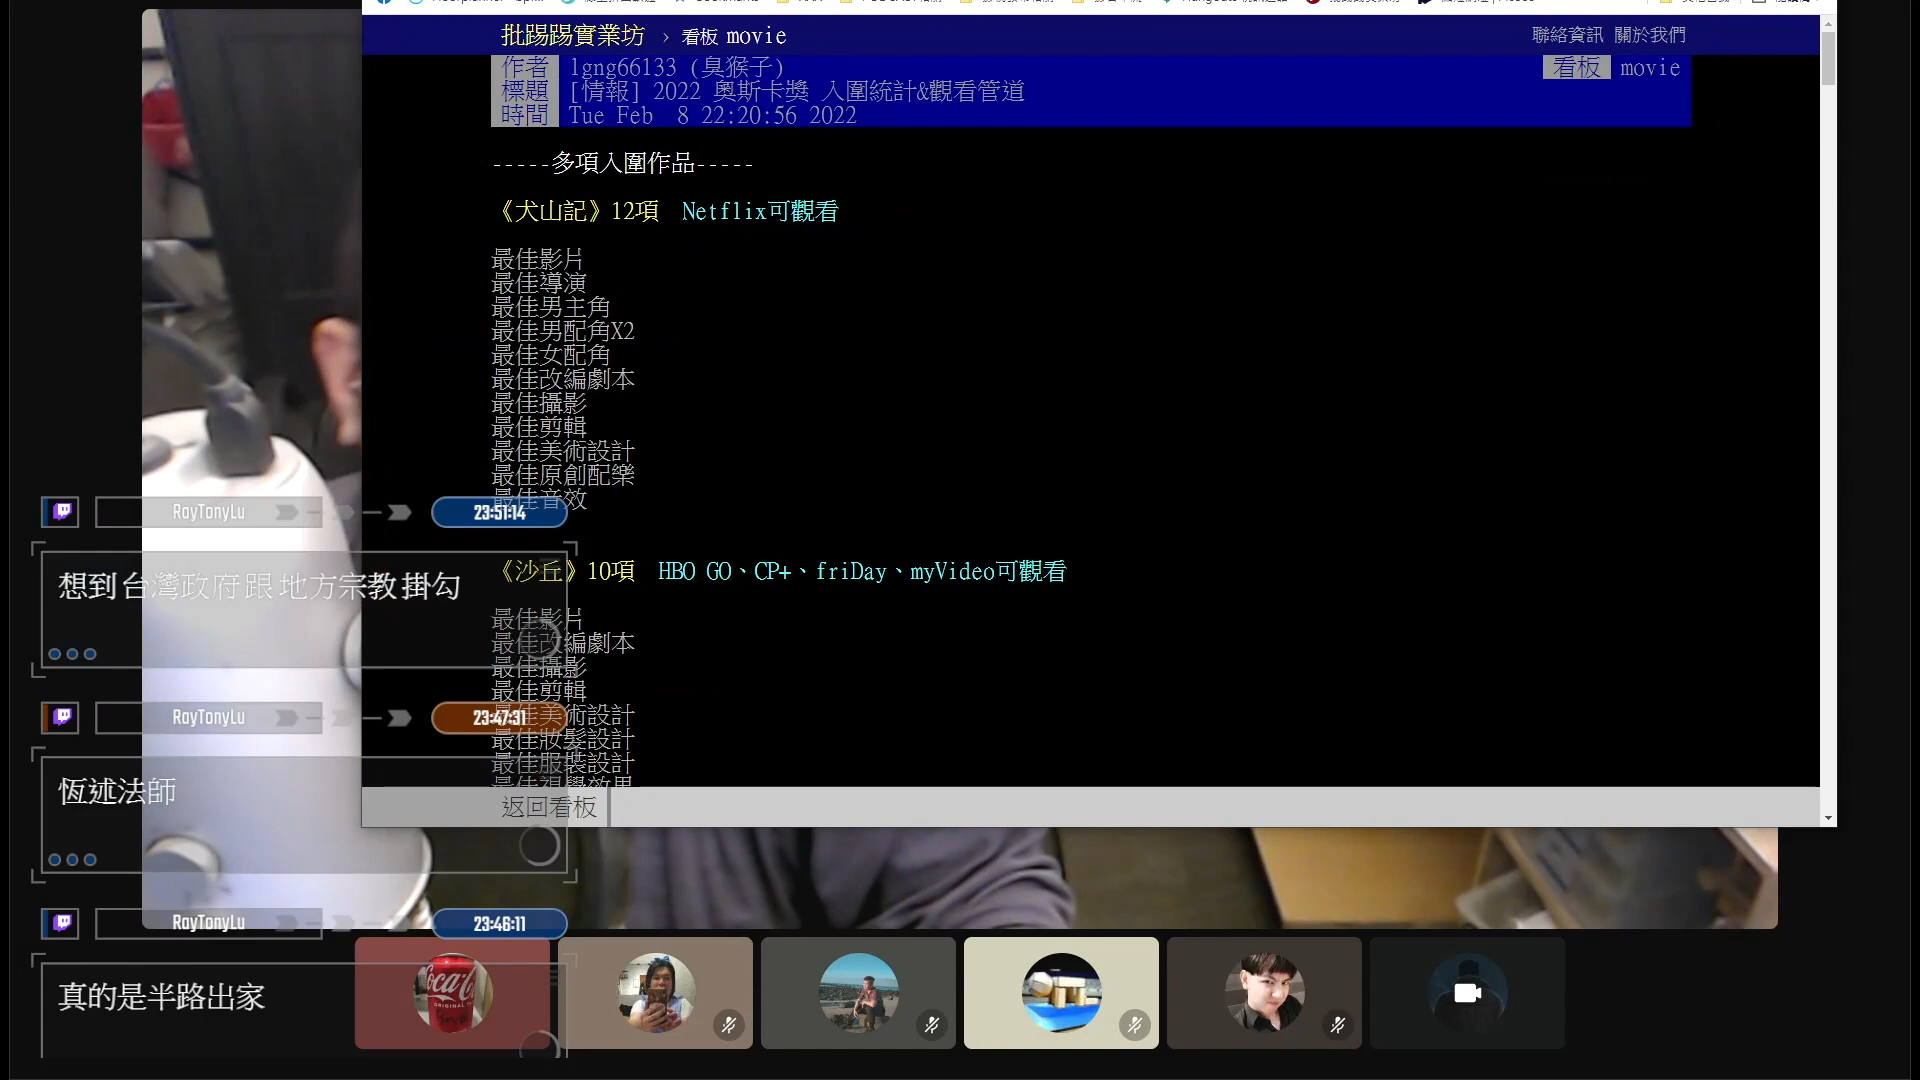 批踢踢實業坊 › 看板 movie
聯絡資訊 關於我們
作者 lgng66133 (臭猴子)
看板 movie
標題 [情報] 2022 奧斯卡獎 入圍統計&觀看管道
時間 Tue Feb  8 22:20:56 2022
-----多項入圍作品-----
《犬山記》12項 Netflix可觀看
最佳影片
最佳導演
最佳男主角
最佳男配角X2
最佳女配角
最佳改編劇本
最佳攝影
最佳剪輯
最佳美術設計
最佳原創配樂
最佳音效
《沙丘》10項 HBO GO、CP+、friDay、myVideo可觀看
最佳影片
最佳改編劇本
最佳攝影
最佳剪輯
最佳美術設計
最佳妝髮設計
最佳服裝設計
最佳視覺效果
返回看板
RayTonyLu
23:51:14
想到台灣政府跟地方宗教掛勾
RayTonyLu
23:47:31
恆述法師
RayTonyLu
23:46:11
真的是半路出家